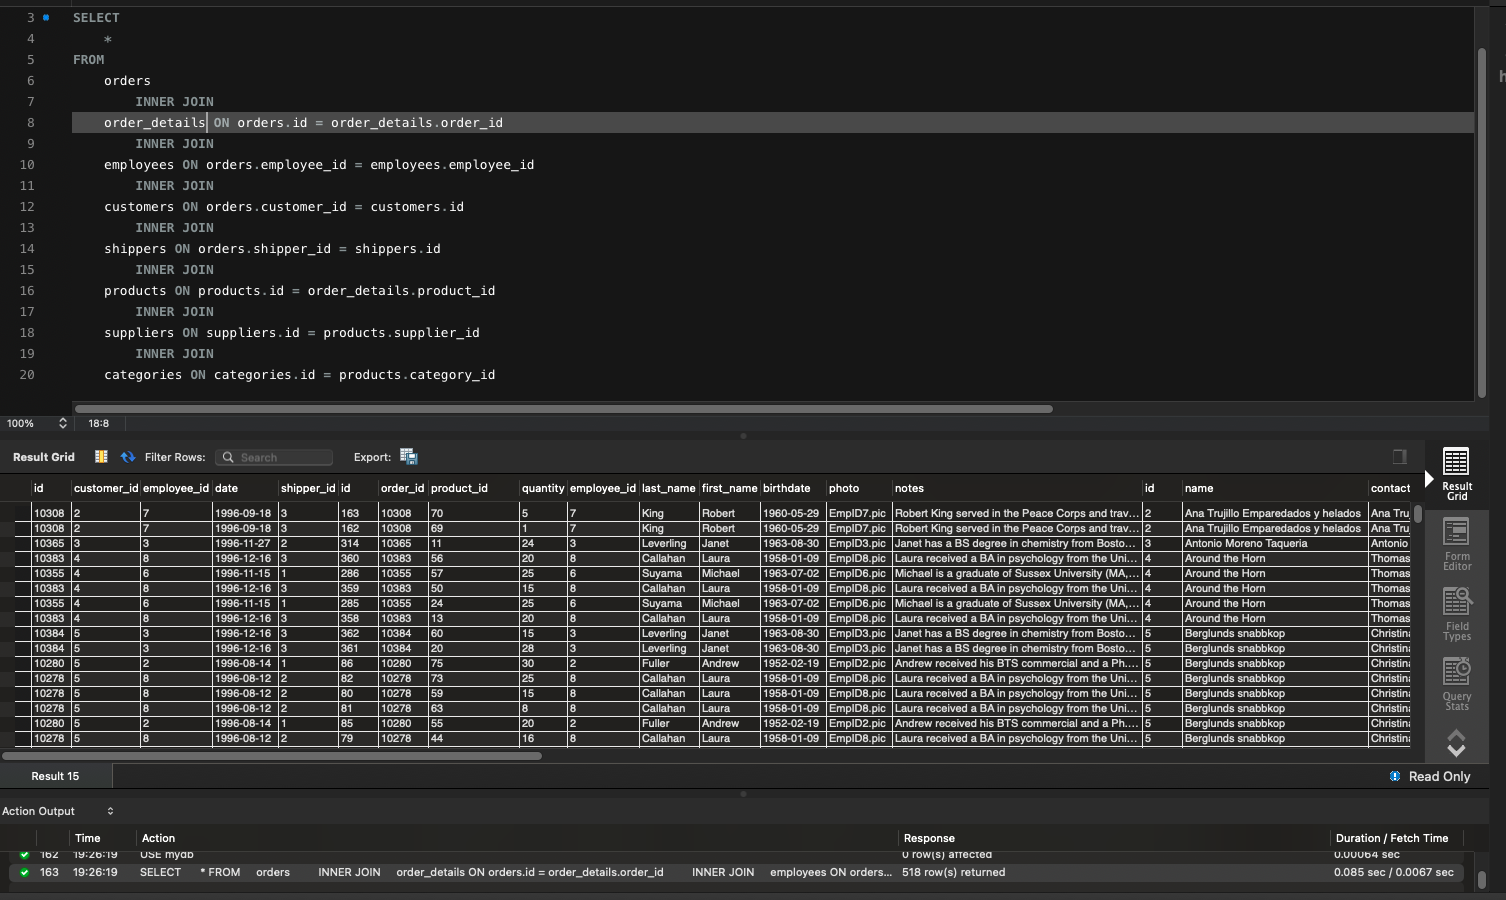 3 SELECT
4 *
5 FROM
6 orders
7 INNER JOIN
8 order_details ON orders.id = order_details.order_id
9 INNER JOIN
10 employees ON orders.employee_id = employees.employee_id
11 INNER JOIN
12 customers ON orders.customer_id = customers.id
13 INNER JOIN
14 shippers ON orders.shipper_id = shippers.id
15 INNER JOIN
16 products ON products.id = order_details.product_id
17 INNER JOIN
18 suppliers ON suppliers.id = products.supplier_id
19 INNER JOIN
20 categories ON categories.id = products.category_id
100% 18:8
Result Grid Filter Rows: Search Export:
id customer_id employee_id date shipper_id id order_id product_id quantity employee_id last_name first_name birthdate photo notes id name contact
10308 2 7 1996-09-18 3 163 10308 70 5 7 King Robert 1960-05-29 EmpID7.pic Robert King served in the Peace Corps and trav... 2 Ana Trujillo Emparedados y helados Ana Tru
10308 2 7 1996-09-18 3 162 10308 69 1 7 King Robert 1960-05-29 EmpID7.pic Robert King served in the Peace Corps and trav... 2 Ana Trujillo Emparedados y helados Ana Tru
10365 3 3 1996-11-27 2 314 10365 11 24 3 Leverling Janet 1963-08-30 EmpID3.pic Janet has a BS degree in chemistry from Bosto... 3 Antonio Moreno Taqueria Antonio
10383 4 8 1996-12-16 3 360 10383 56 20 8 Callahan Laura 1958-01-09 EmpID8.pic Laura received a BA in psychology from the Uni... 4 Around the Horn Thomas
10355 4 6 1996-11-15 1 286 10355 57 25 6 Suyama Michael 1963-07-02 EmpID6.pic Michael is a graduate of Sussex University (MA,... 4 Around the Horn Thomas
10383 4 8 1996-12-16 3 359 10383 50 15 8 Callahan Laura 1958-01-09 EmpID8.pic Laura received a BA in psychology from the Uni... 4 Around the Horn Thomas
10355 4 6 1996-11-15 1 285 10355 24 25 6 Suyama Michael 1963-07-02 EmpID6.pic Michael is a graduate of Sussex University (MA,... 4 Around the Horn Thomas
10383 4 8 1996-12-16 3 358 10383 13 20 8 Callahan Laura 1958-01-09 EmpID8.pic Laura received a BA in psychology from the Uni... 4 Around the Horn Thomas
10384 5 3 1996-12-16 3 362 10384 60 15 3 Leverling Janet 1963-08-30 EmpID3.pic Janet has a BS degree in chemistry from Bosto... 5 Berglunds snabbkop Christina
10384 5 3 1996-12-16 3 361 10384 20 28 3 Leverling Janet 1963-08-30 EmpID3.pic Janet has a BS degree in chemistry from Bosto... 5 Berglunds snabbkop Christina
10280 5 2 1996-08-14 1 86 10280 75 30 2 Fuller Andrew 1952-02-19 EmpID2.pic Andrew received his BTS commercial and a Ph.... 5 Berglunds snabbkop Christina
10278 5 8 1996-08-12 2 82 10278 73 25 8 Callahan Laura 1958-01-09 EmpID8.pic Laura received a BA in psychology from the Uni... 5 Berglunds snabbkop Christina
10278 5 8 1996-08-12 2 80 10278 59 15 8 Callahan Laura 1958-01-09 EmpID8.pic Laura received a BA in psychology from the Uni... 5 Berglunds snabbkop Christina
10278 5 8 1996-08-12 2 81 10278 63 8 8 Callahan Laura 1958-01-09 EmpID8.pic Laura received a BA in psychology from the Uni... 5 Berglunds snabbkop Christina
10280 5 2 1996-08-14 1 85 10280 55 20 2 Fuller Andrew 1952-02-19 EmpID2.pic Andrew received his BTS commercial and a Ph.... 5 Berglunds snabbkop Christina
10278 5 8 1996-08-12 2 79 10278 44 16 8 Callahan Laura 1958-01-09 EmpID8.pic Laura received a BA in psychology from the Uni... 5 Berglunds snabbkop Christina
Result
Grid
Form
Editor
Field
Types
Query
Stats
Result 15 Read Only
Action Output
Time Action Response Duration / Fetch Time
162 19:26:19 USE mydb 0 row(s) affected 0.00064 sec
163 19:26:19 SELECT * FROM orders INNER JOIN order_details ON orders.id = order_details.order_id INNER JOIN employees ON orders... 518 row(s) returned 0.085 sec / 0.0067 sec